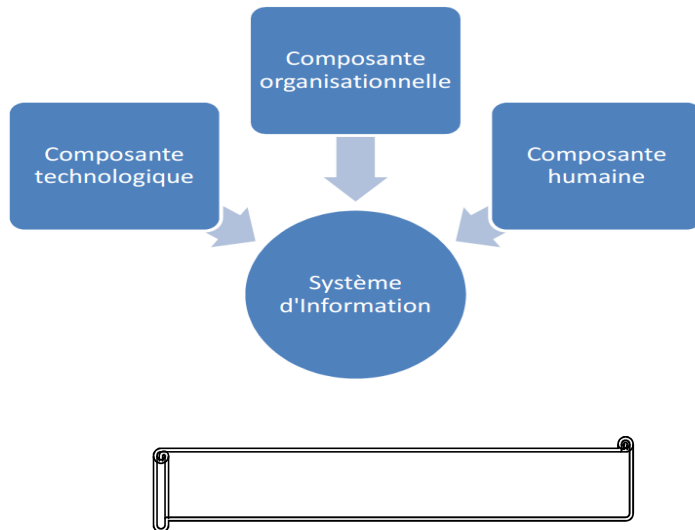 Composante
organisationnelle
Composante
technologique
Composante
humaine
Système
d'Information